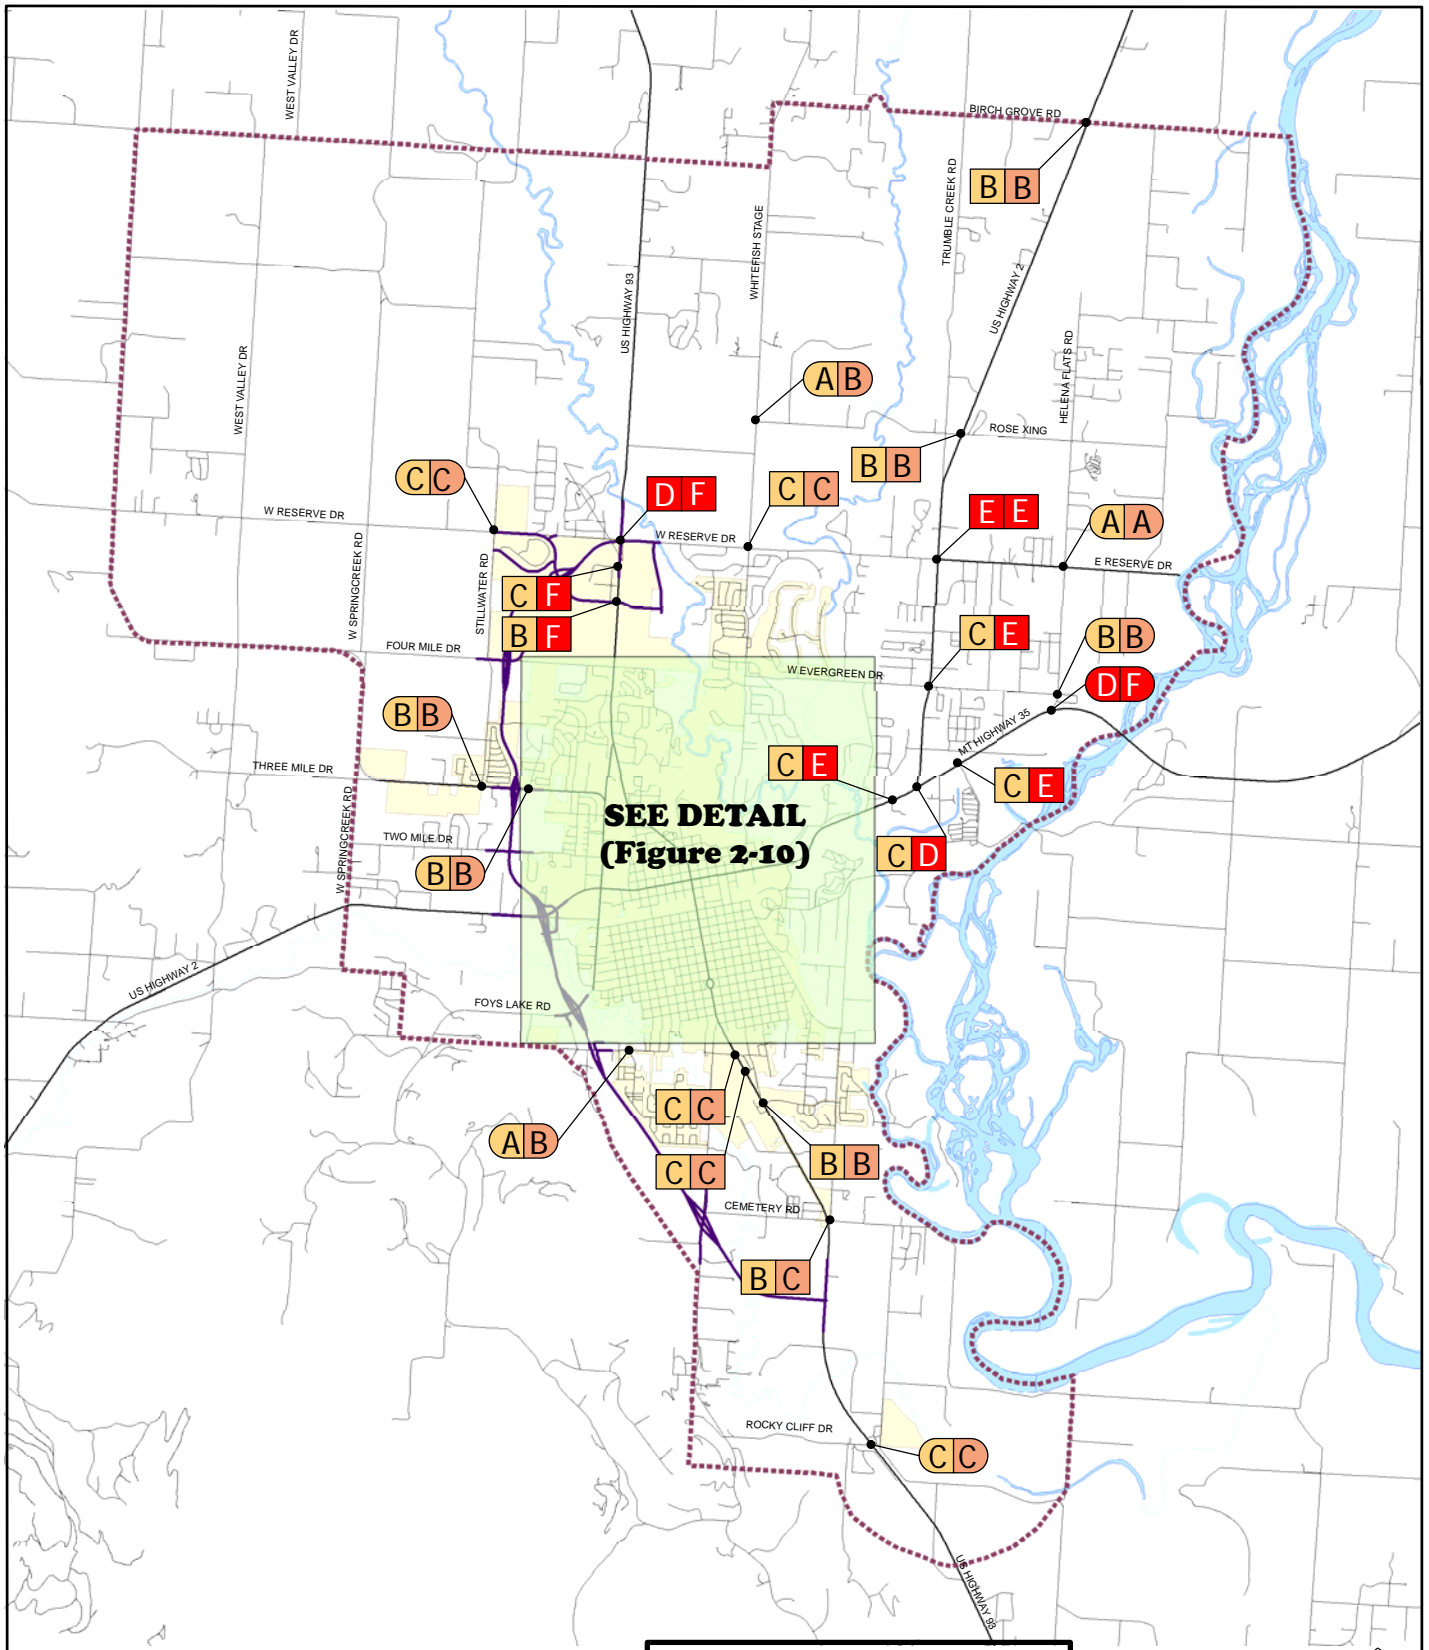 WEST VALLEY DR
BIRCH GROVE RD
B B
TRUMBLE CREEK RD
WHITEFISH STAGE
US HIGHWAY 93
US HIGHWAY 2
WEST VALLEY DR
HELENA FLATS RD
A B
ROSE XING
B B
C C
D F
C C
E E
A A
W RESERVE DR
W RESERVE DR
E RESERVE DR
W SPRINGCREEK RD
STILLWATER RD
C F
B F
C E
B B
FOUR MILE DR
W EVERGREEN DR
D F
B B
MT HIGHWAY 35
C E
THREE MILE DR
C E
W SPRINGCREEK RD
SEE DETAIL
(Figure 2-10)
TWO MILE DR
C D
B B
US HIGHWAY 2
FOYS LAKE RD
C C
A B
B B
C C
CEMETERY RD
B C
ROCKY CLIFF DR
C C
US HIGHWAY 93